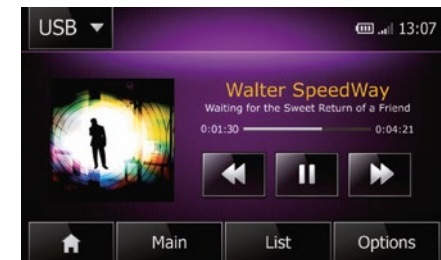 USB
13:07
Walter SpeedWay
Waiting for the Sweet Return of a Friend
0:01:30
0:04:21
Main
List
Options